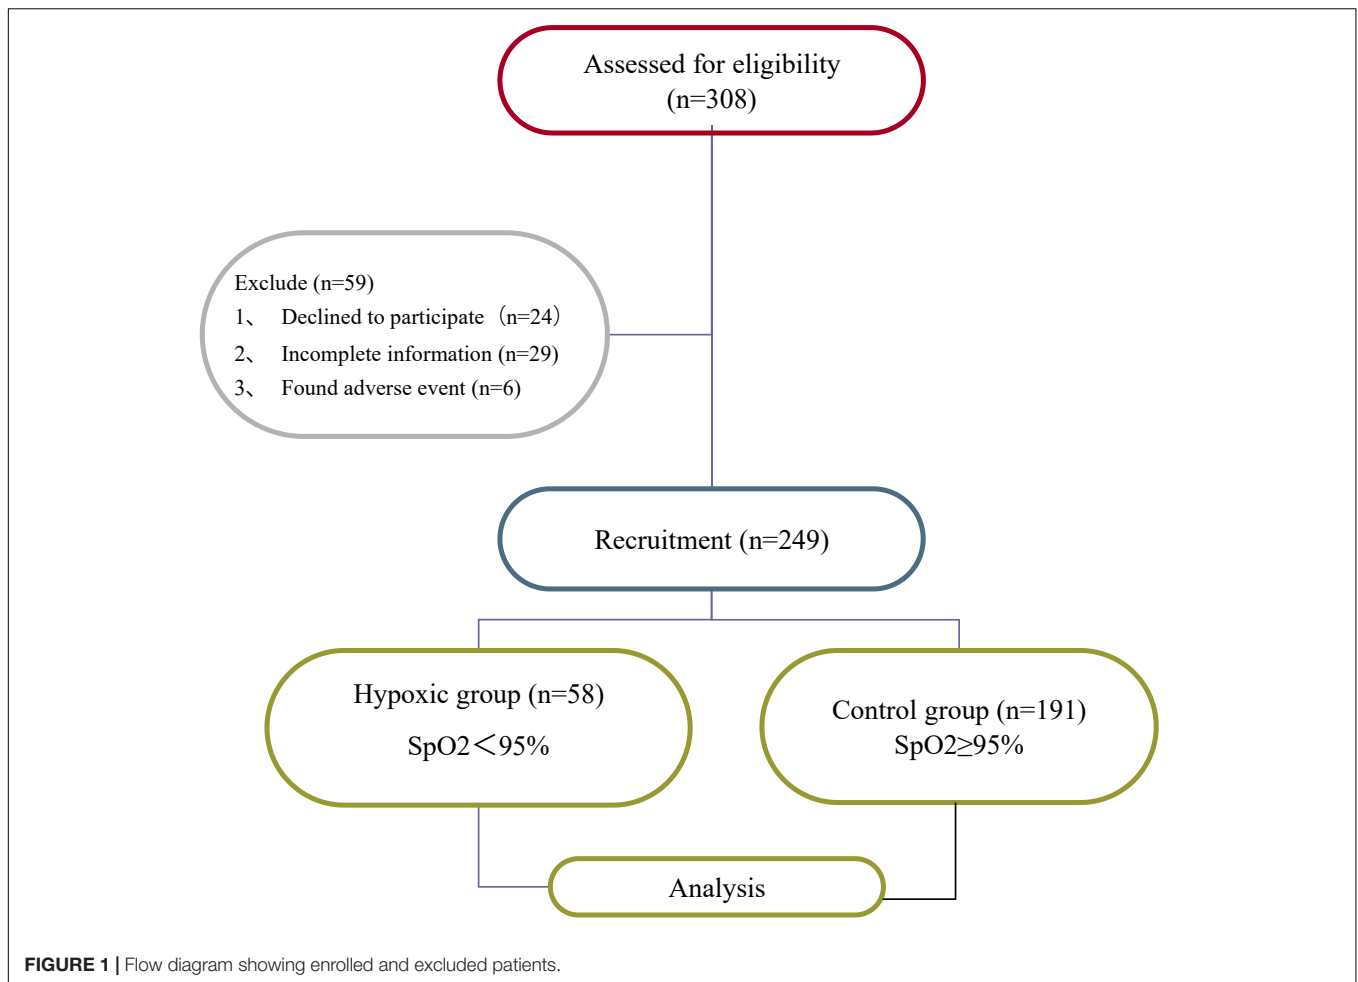 Assessed for eligibility
(n=308)
Exclude (n=59)
1、 Declined to participate（n=24）
2、 Incomplete information (n=29)
3、 Found adverse event (n=6)
Recruitment (n=249)
Hypoxic group (n=58)
SpO2＜95%
Control group (n=191)
SpO2≥95%
Analysis
FIGURE 1 | Flow diagram showing enrolled and excluded patients.